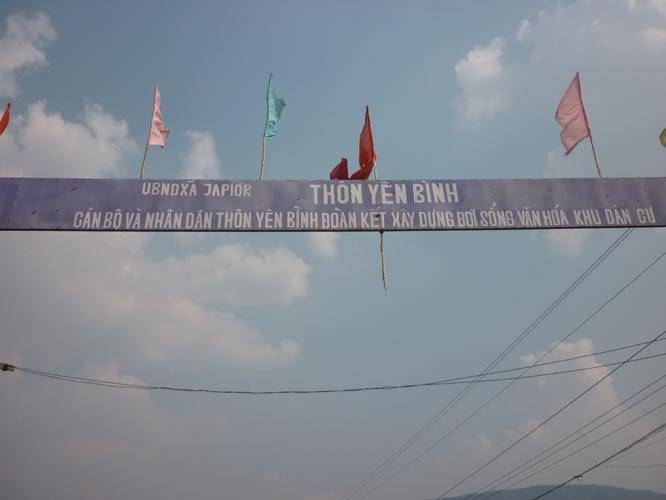 UBNDXÃ JAPIƠR THÔN YÊN BÌNH
CÁN BỘ VÀ NHÂN DÂN THÔN YÊN BÌNH ĐOÀN KẾT XÂY DỰNG ĐỜI SỐNG VĂN HÓA KHU DÂN CƯ